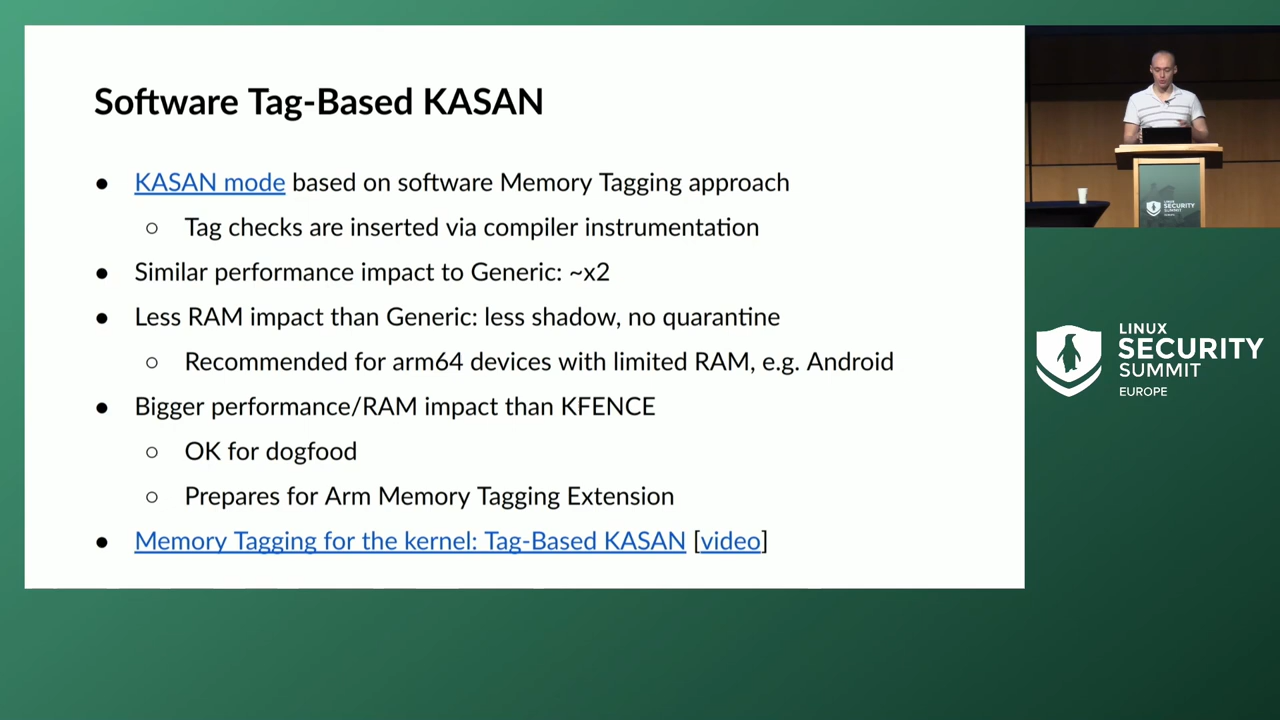 Software Tag-Based KASAN
● KASAN mode based on software Memory Tagging approach
○ Tag checks are inserted via compiler instrumentation
● Similar performance impact to Generic: ~x2
● Less RAM impact than Generic: less shadow, no quarantine
○ Recommended for arm64 devices with limited RAM, e.g. Android
● Bigger performance/RAM impact than KFENCE
○ OK for dogfood
○ Prepares for Arm Memory Tagging Extension
● Memory Tagging for the kernel: Tag-Based KASAN [video]
LINUX
SECURITY
SUMMIT
LINUX
SECURITY
SUMMIT
EUROPE